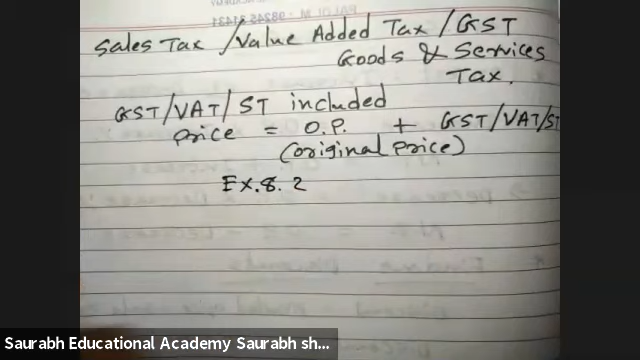 Sales Tax /Value Added Tax / GST
Goods & Services
Tax.
GST/VAT/ST included
price = O.P. + GST/VAT/ST
(original price)
Ex.8.2
Saurabh Educational Academy Saurabh sh...